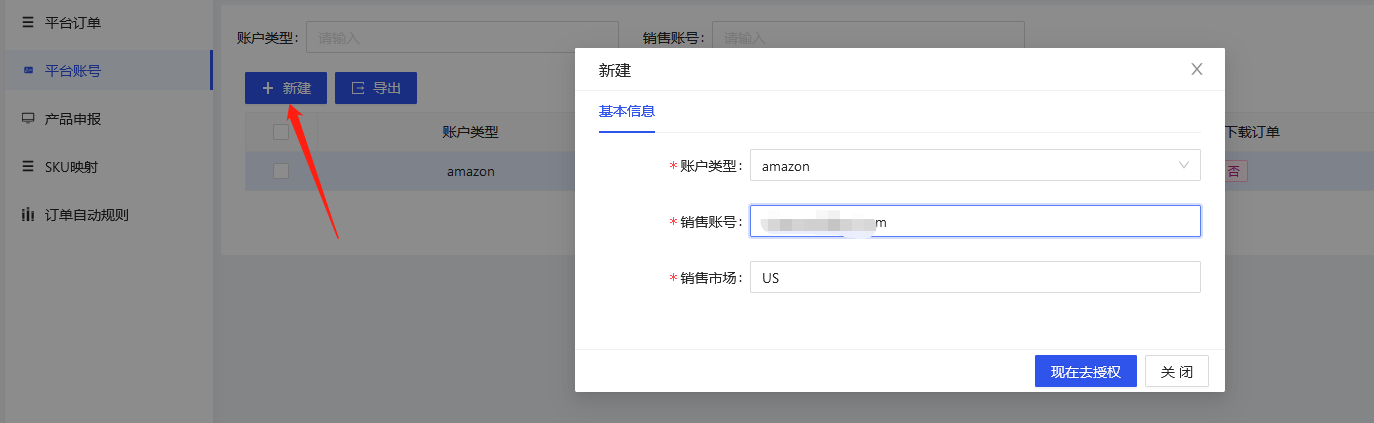 平台订单
平台账号
产品申报
SKU映射
订单自动规则
账户类型: 请输入 销售账号: 请输入
+ 新建 导出
账户类型 下载订单
amazon 否
新建
基本信息
* 账户类型: amazon
* 销售账号: m
* 销售市场: US
现在去授权 关 闭